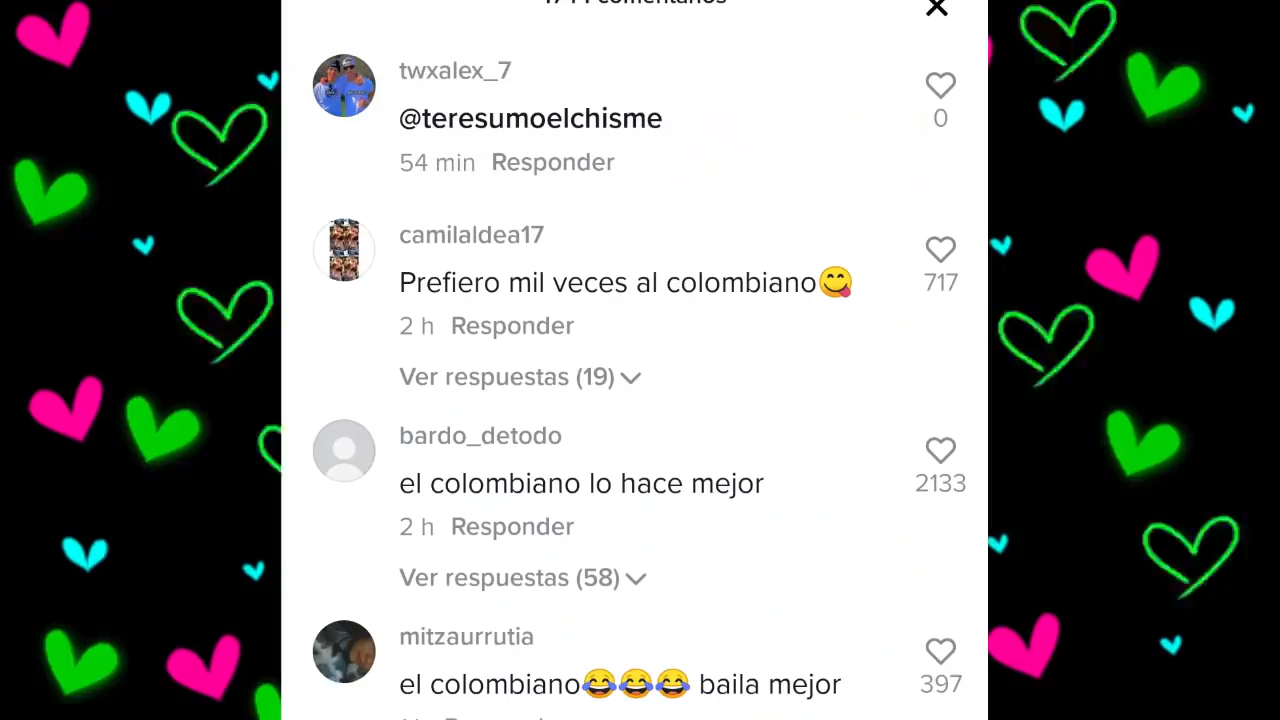 comentarios
twxalex_7
@teresumoelchisme
0
54 min Responder
camilaldea17
Prefiero mil veces al colombiano😋
717
2 h Responder
Ver respuestas (19)
bardo_detodo
el colombiano lo hace mejor
2133
2 h Responder
Ver respuestas (58)
mitzaurrutia
el colombiano😂😂😂 baila mejor
397